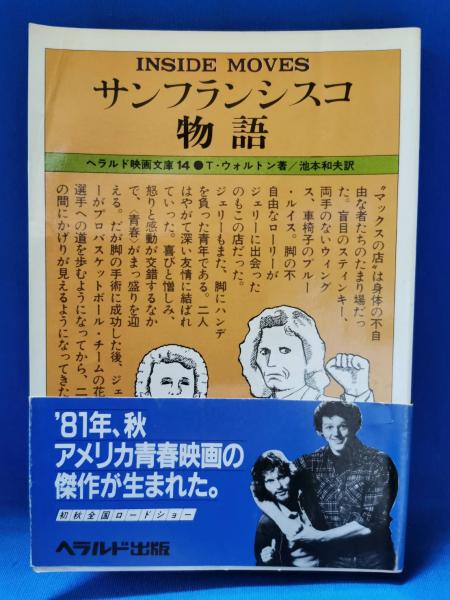 INSIDE MOVES
サンフランシスコ
物語
ヘラルド映画文庫14●T・ウォルトン著／池本和夫訳
“マックスの店”は身体の不自
由な者たちのたまり場だっ
た。盲目のスティンキー、
両手のないウィング
ス、車椅子のブルー
・ルイス。脚の不
自由なローリーが
ジェリーに出会った
のもこの店だった。
ジェリーもまた、脚にハンデ
を負った青年である。二人
はやがて深い友情に結ばれ
ていった。喜びと憎しみ、
怒りと感動が交錯するなか
で、〈青春〉がまっ盛りを迎
える。だが脚の手術に成功した後、ジェ
ーがプロバスケットボール・チームの花
選手への道を歩むようになってから、二
の間にかげりが見えるようになってきた
'81年、秋
アメリカ青春映画の
傑作が生まれた。
初秋全国ロードショー
ヘラルド出版